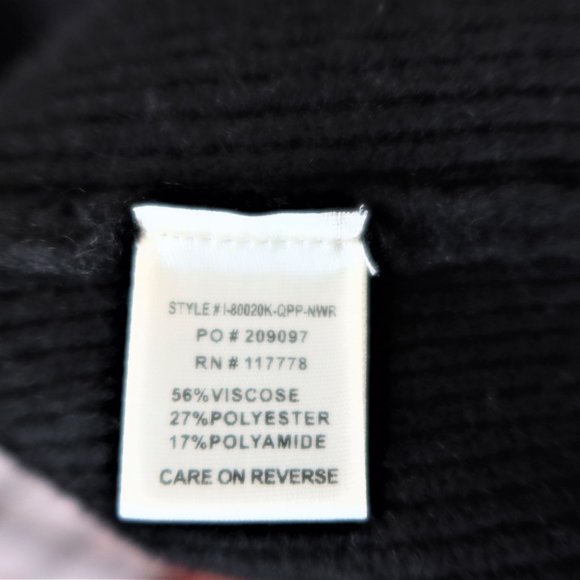 STYLE # I-80020K-QPP-NWR
PO # 209097
RN # 117778
56%VISCOSE
27%POLYESTER
17%POLYAMIDE
CARE ON REVERSE